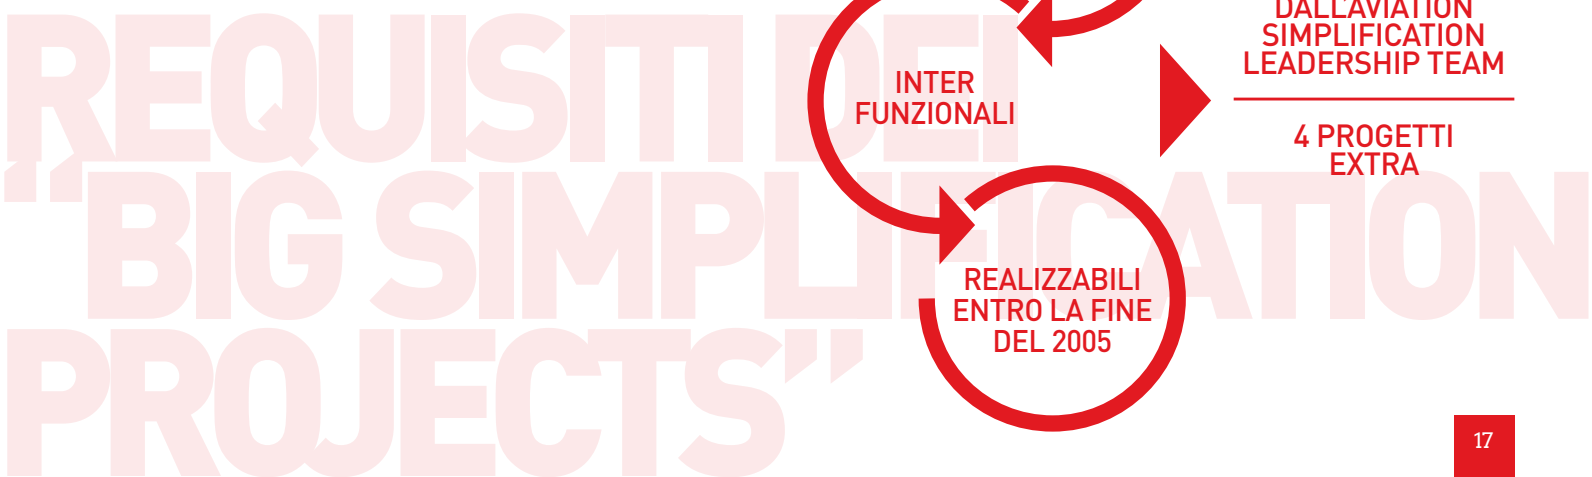 REQUISITI DEI
“BIG SIMPLIFICATION
PROJECTS”
INTER
FUNZIONALI
REALIZZABILI
ENTRO LA FINE
DEL 2005
DALL'AVIATION
SIMPLIFICATION
LEADERSHIP TEAM
4 PROGETTI
EXTRA
17